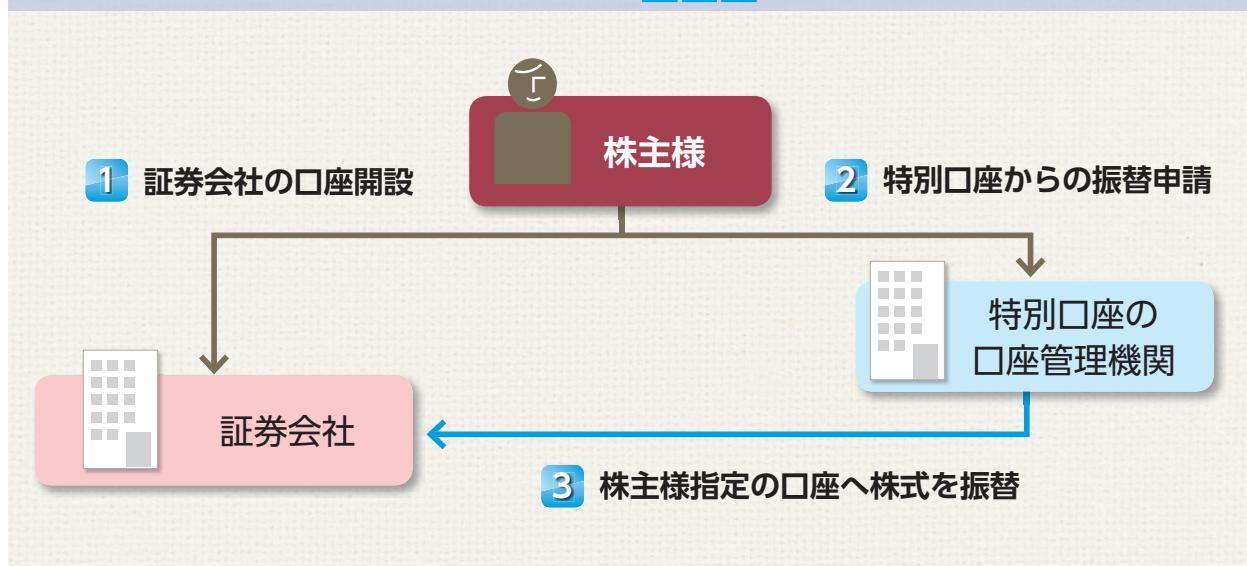 株主様
1 証券会社の口座開設
2 特別口座からの振替申請
特別口座の
口座管理機関
証券会社
3 株主様指定の口座へ株式を振替